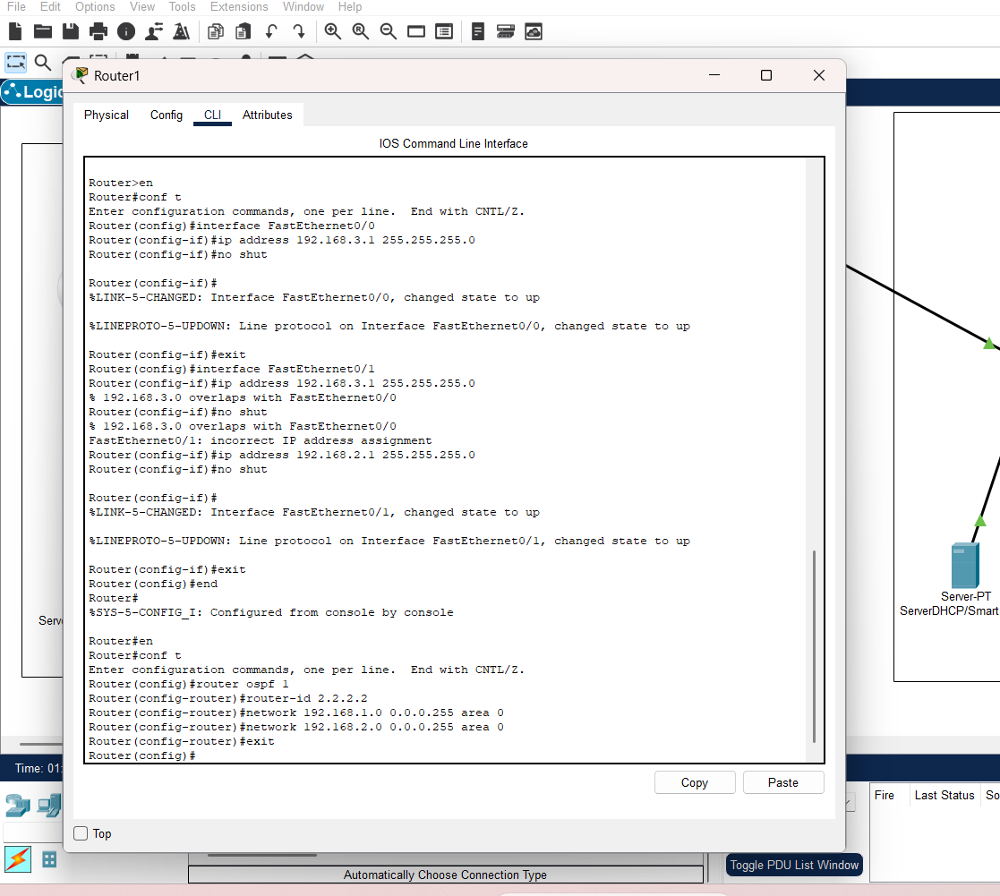 File Edit Options View Tools Extensions Window Help
Logic
Router1
Physical Config CLI Attributes
IOS Command Line Interface
Router>en
Router#conf t
Enter configuration commands, one per line.  End with CNTL/Z.
Router(config)#interface FastEthernet0/0
Router(config-if)#ip address 192.168.3.1 255.255.255.0
Router(config-if)#no shut
Router(config-if)#
%LINK-5-CHANGED: Interface FastEthernet0/0, changed state to up
%LINEPROTO-5-UPDOWN: Line protocol on Interface FastEthernet0/0, changed state to up
Router(config-if)#exit
Router(config)#interface FastEthernet0/1
Router(config-if)#ip address 192.168.3.1 255.255.255.0
% 192.168.3.0 overlaps with FastEthernet0/0
Router(config-if)#no shut
% 192.168.3.0 overlaps with FastEthernet0/0
FastEthernet0/1: incorrect IP address assignment
Router(config-if)#ip address 192.168.2.1 255.255.255.0
Router(config-if)#no shut
Router(config-if)#
%LINK-5-CHANGED: Interface FastEthernet0/1, changed state to up
%LINEPROTO-5-UPDOWN: Line protocol on Interface FastEthernet0/1, changed state to up
Router(config-if)#exit
Router(config)#end
Router#
%SYS-5-CONFIG_I: Configured from console by console
Router#en
Router#conf t
Enter configuration commands, one per line.  End with CNTL/Z.
Router(config)#router ospf 1
Router(config-router)#router-id 2.2.2.2
Router(config-router)#network 192.168.1.0 0.0.0.255 area 0
Router(config-router)#network 192.168.2.0 0.0.0.255 area 0
Router(config-router)#exit
Router(config)#
Copy Paste
Top
Serv
Server-PT
ServerDHCP/Smart
Time: 01:
Fire Last Status So
Toggle PDU List Window
Automatically Choose Connection Type